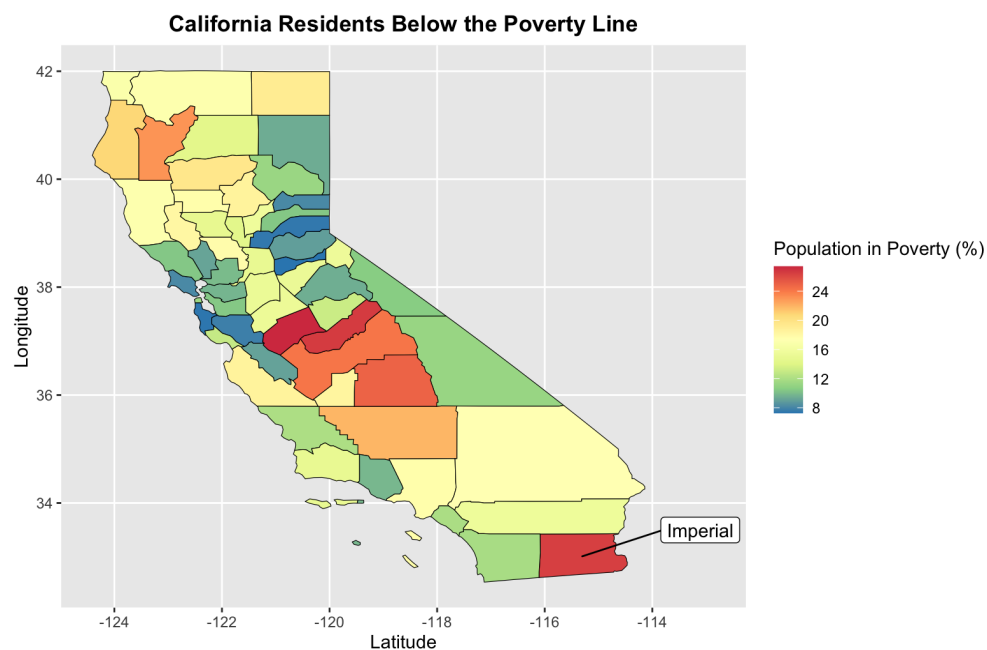 California Residents Below the Poverty Line
42
40
38
36
34
Longitude
-124 -122 -120 -118 -116 -114
Latitude
Imperial
Population in Poverty (%)
24
20
16
12
8